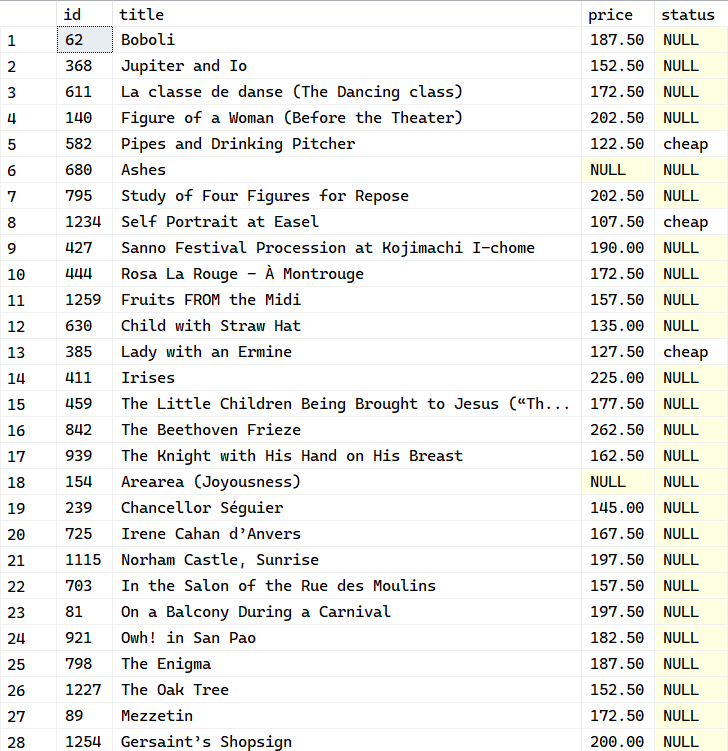 id title price status
1 62 Boboli 187.50 NULL
2 368 Jupiter and Io 152.50 NULL
3 611 La classe de danse (The Dancing class) 172.50 NULL
4 140 Figure of a Woman (Before the Theater) 202.50 NULL
5 582 Pipes and Drinking Pitcher 122.50 cheap
6 680 Ashes NULL NULL
7 795 Study of Four Figures for Repose 202.50 NULL
8 1234 Self Portrait at Easel 107.50 cheap
9 427 Sanno Festival Procession at Kojimachi I-chome 190.00 NULL
10 444 Rosa La Rouge - À Montrouge 172.50 NULL
11 1259 Fruits FROM the Midi 157.50 NULL
12 630 Child with Straw Hat 135.00 NULL
13 385 Lady with an Ermine 127.50 cheap
14 411 Irises 225.00 NULL
15 459 The Little Children Being Brought to Jesus (“Th... 177.50 NULL
16 842 The Beethoven Frieze 262.50 NULL
17 939 The Knight with His Hand on His Breast 162.50 NULL
18 154 Arearea (Joyousness) NULL NULL
19 239 Chancellor Séguier 145.00 NULL
20 725 Irene Cahan d’Anvers 167.50 NULL
21 1115 Norham Castle, Sunrise 197.50 NULL
22 703 In the Salon of the Rue des Moulins 157.50 NULL
23 81 On a Balcony During a Carnival 197.50 NULL
24 921 Owh! in San Pao 182.50 NULL
25 798 The Enigma 187.50 NULL
26 1227 The Oak Tree 152.50 NULL
27 89 Mezzetin 172.50 NULL
28 1254 Gersaint’s Shopsign 200.00 NULL